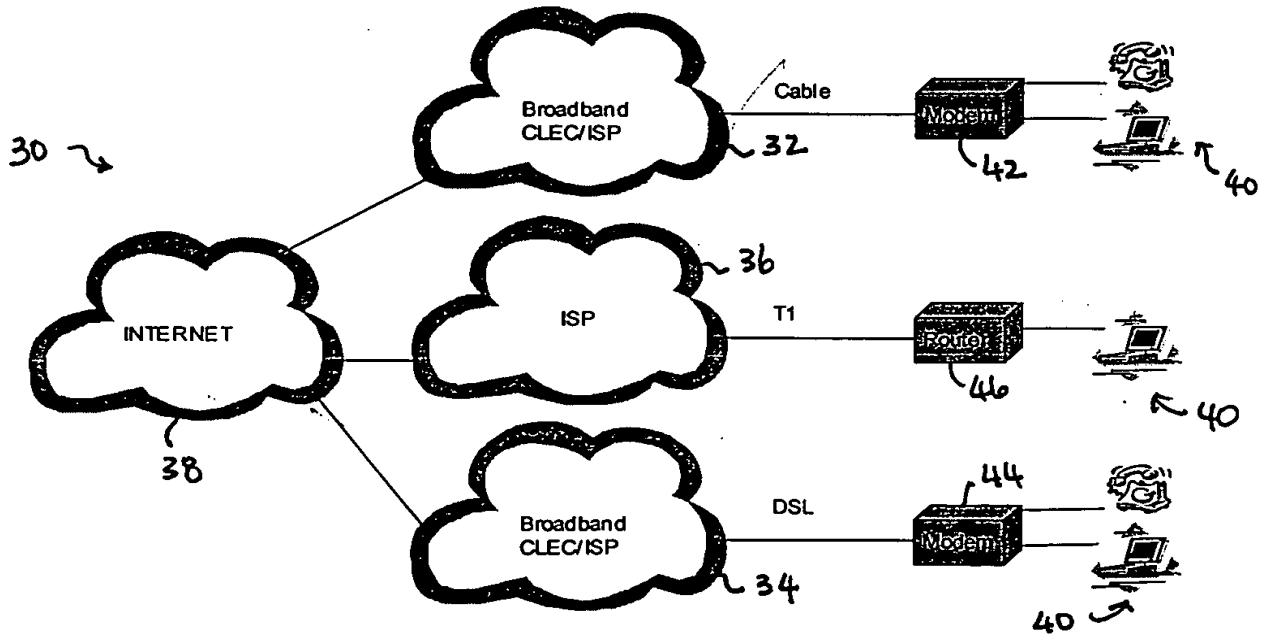 Broadband
CLEC/ISP
Cable
Modem
32
42
40
30
INTERNET
38
ISP
36
T1
Router
46
40
Broadband
CLEC/ISP
34
DSL
44
Modem
40